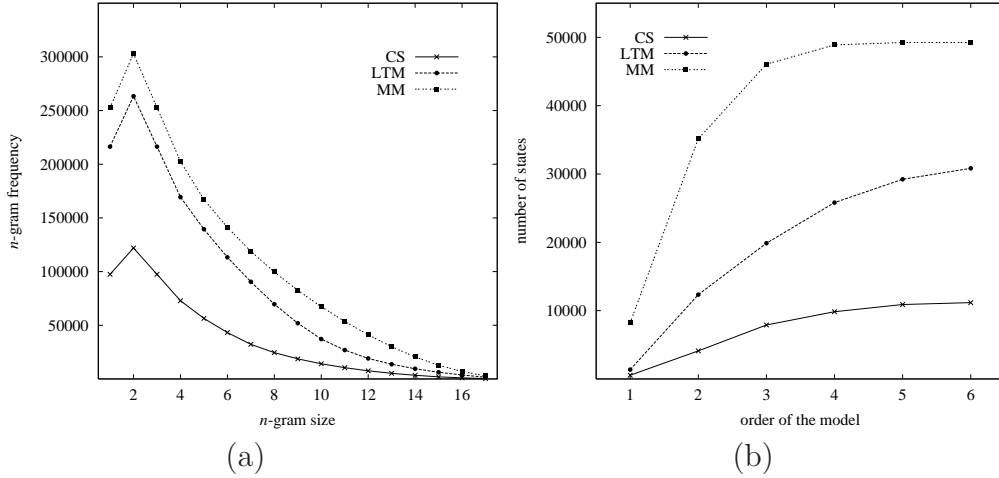 300000
250000
200000
150000
100000
50000
n-gram frequency
CS
LTM
MM
2 4 6 8 10 12 14 16
n-gram size
(a)
50000
40000
30000
20000
10000
number of states
CS
LTM
MM
1 2 3 4 5 6
order of the model
(b)